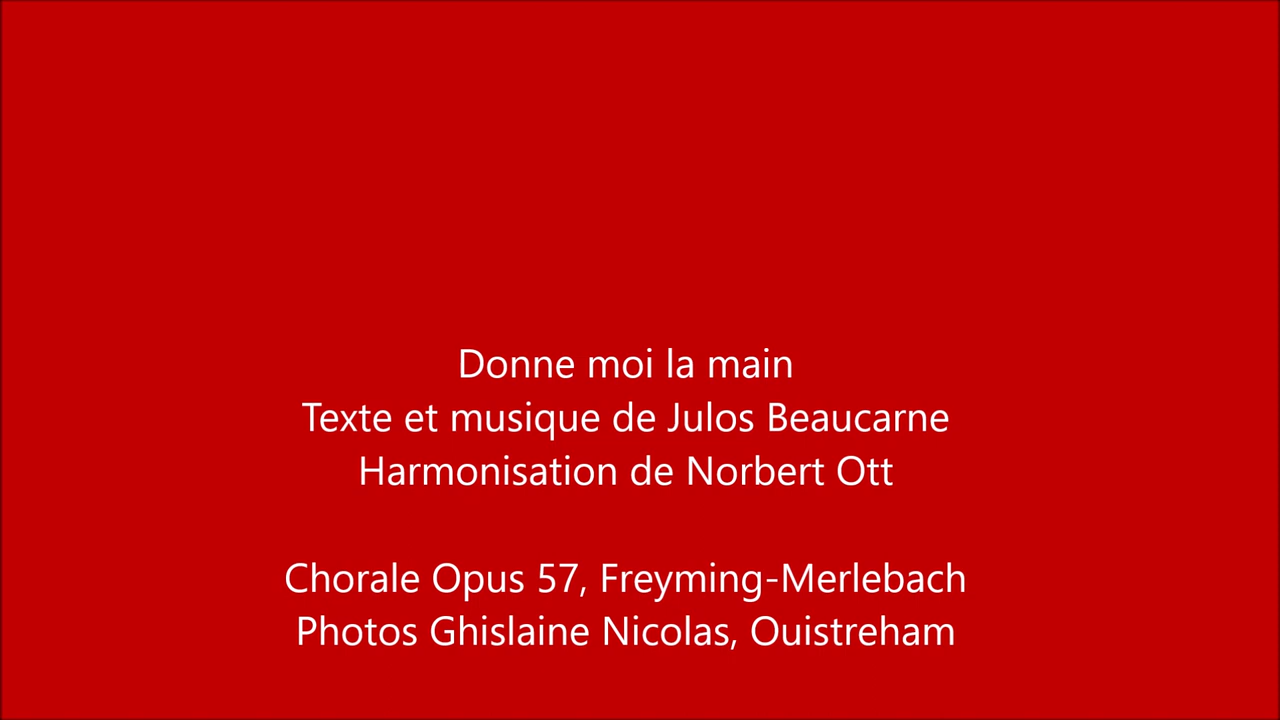 Donne moi la main
Texte et musique de Julos Beaucarne
Harmonisation de Norbert Ott
Chorale Opus 57, Freyming-Merlebach
Photos Ghislaine Nicolas, Ouistreham